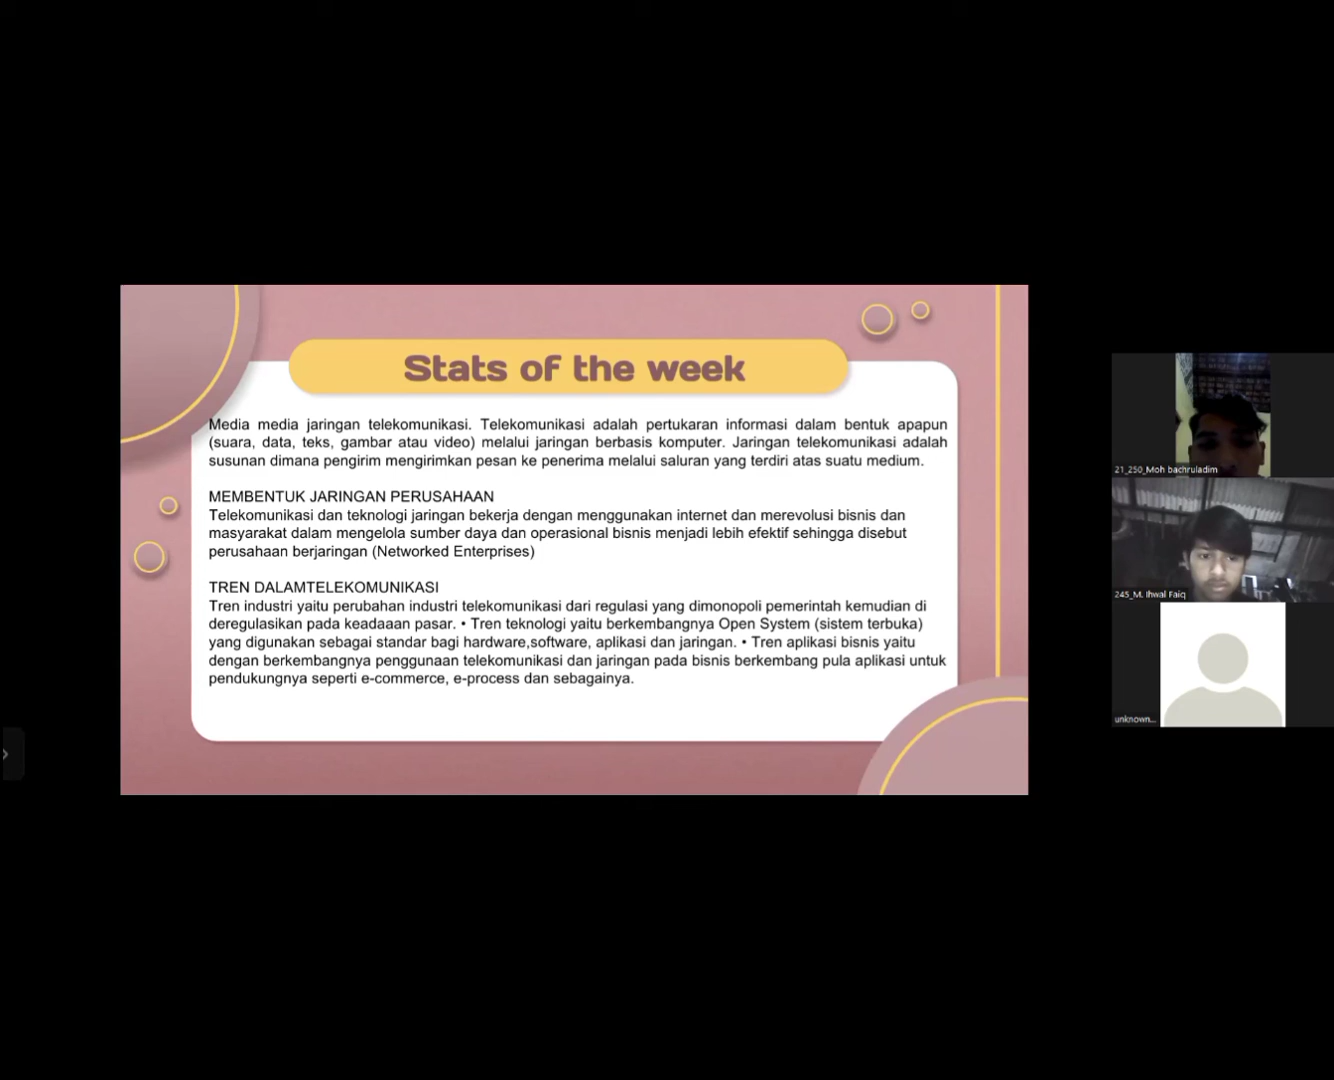 Stats of the week
Media media jaringan telekomunikasi. Telekomunikasi adalah pertukaran informasi dalam bentuk apapun
(suara, data, teks, gambar atau video) melalui jaringan berbasis komputer. Jaringan telekomunikasi adalah
susunan dimana pengirim mengirimkan pesan ke penerima melalui saluran yang terdiri atas suatu medium.
MEMBENTUK JARINGAN PERUSAHAAN
Telekomunikasi dan teknologi jaringan bekerja dengan menggunakan internet dan merevolusi bisnis dan
masyarakat dalam mengelola sumber daya dan operasional bisnis menjadi lebih efektif sehingga disebut
perusahaan berjaringan (Networked Enterprises)
TREN DALAMTELEKOMUNIKASI
Tren industri yaitu perubahan industri telekomunikasi dari regulasi yang dimonopoli pemerintah kemudian di
deregulasikan pada keadaaan pasar. • Tren teknologi yaitu berkembangnya Open System (sistem terbuka)
yang digunakan sebagai standar bagi hardware,software, aplikasi dan jaringan. • Tren aplikasi bisnis yaitu
dengan berkembangnya penggunaan telekomunikasi dan jaringan pada bisnis berkembang pula aplikasi untuk
pendukungnya seperti e-commerce, e-process dan sebagainya.
21_250_Moh bachruladim
245_M. Ihwal Faiq
unknown...